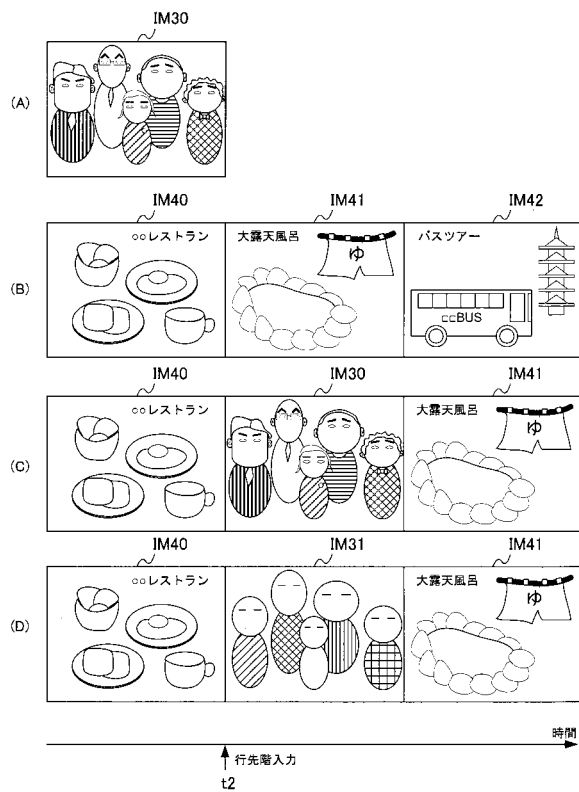 IM30
(A)
IM40 IM41 IM42
(B)
○○レストラン
大露天風呂
ゆ
バスツアー
□□BUS
IM40 IM30 IM41
(C)
○○レストラン
大露天風呂
ゆ
IM40 IM31 IM41
(D)
○○レストラン
大露天風呂
ゆ
時間
行先階入力
t2